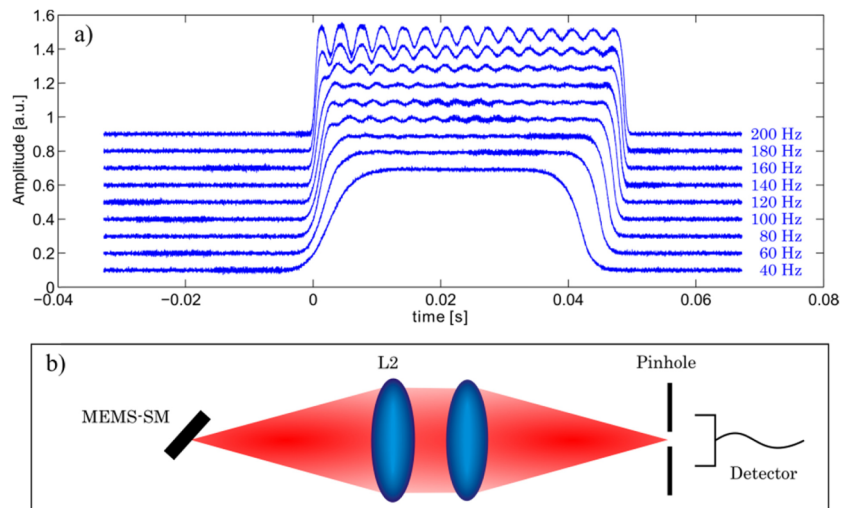 a)
Amplitude [a.u.]
1.6
1.4
1.2
1
0.8
0.6
0.4
0.2
0
200 Hz
180 Hz
160 Hz
140 Hz
120 Hz
100 Hz
80 Hz
60 Hz
40 Hz
−0.04 −0.02 0 0.02 0.04 0.06 0.08
time [s]
b)
L2
Pinhole
MEMS-SM
Detector